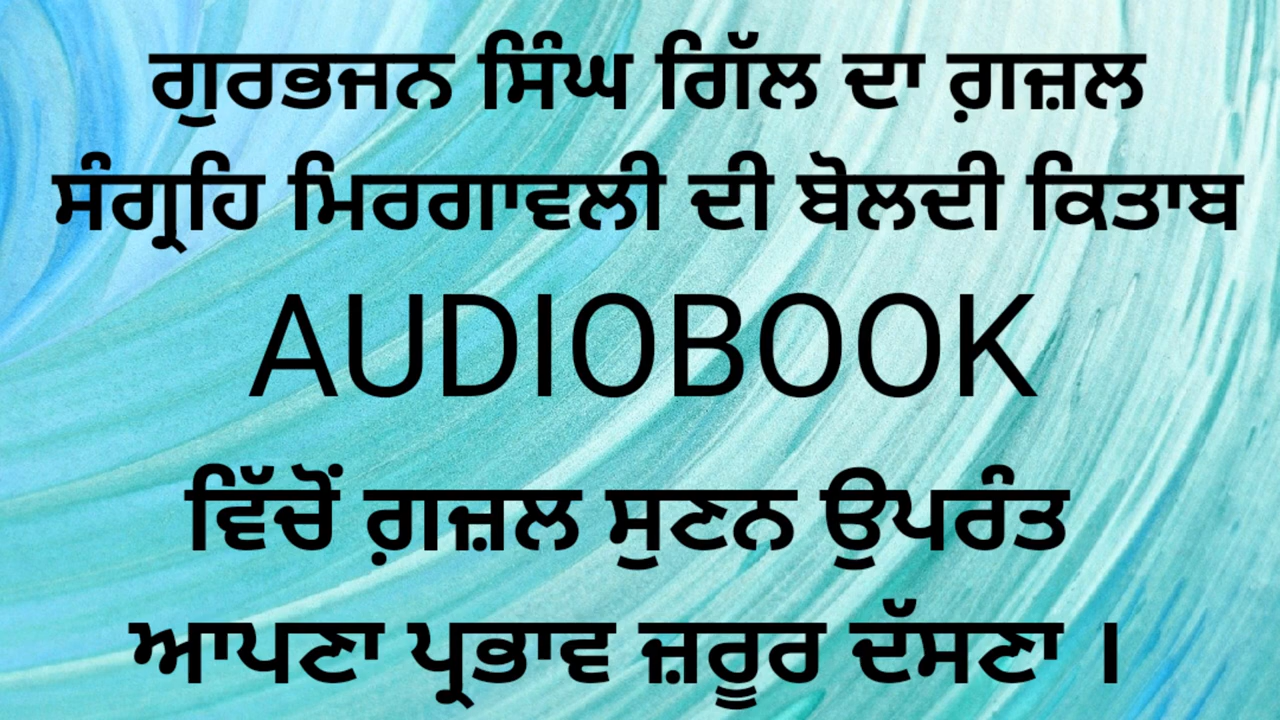 ਗੁਰਭਜਨ ਸਿੰਘ ਗਿੱਲ ਦਾ ਗ਼ਜ਼ਲ
ਸੰਗ੍ਰਹਿ ਮਿਰਗਾਵਲੀ ਦੀ ਬੋਲਦੀ ਕਿਤਾਬ
AUDIOBOOK
ਵਿੱਚੋਂ ਗ਼ਜ਼ਲ ਸੁਣਨ ਉਪਰੰਤ
ਆਪਣਾ ਪ੍ਰਭਾਵ ਜ਼ਰੂਰ ਦੱਸਣਾ ।